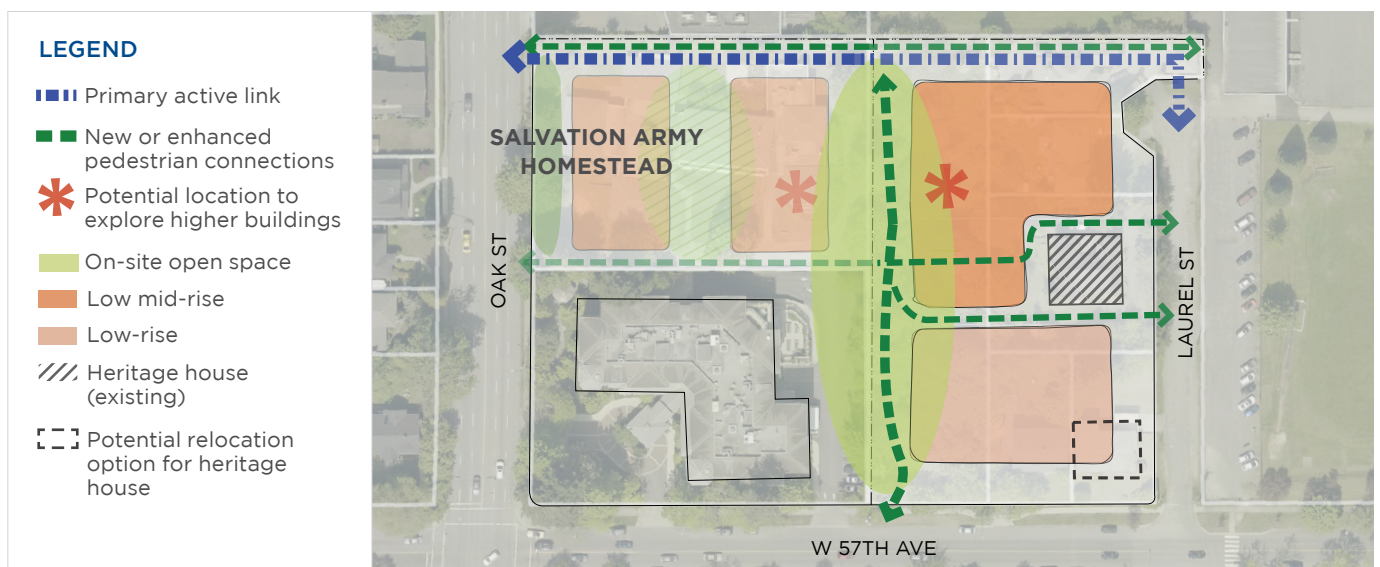 LEGEND
Primary active link
New or enhanced
pedestrian connections
Potential location to
explore higher buildings
On-site open space
Low mid-rise
Low-rise
Heritage house
(existing)
Potential relocation
option for heritage
house
SALVATION ARMY
HOMESTEAD
OAK ST
LAUREL ST
W 57TH AVE